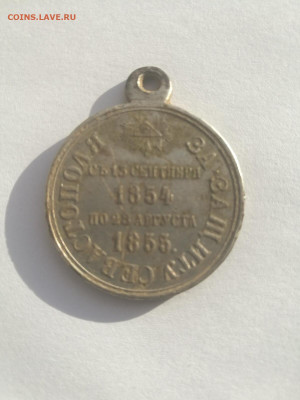 COINS.LAVE.RU
ЗА ЗАЩИТУ СЕВАСТОПОЛЯ
СЪ 13 СЕНТЯБРЯ
1854
ПО 28 АВГУСТА
1855.